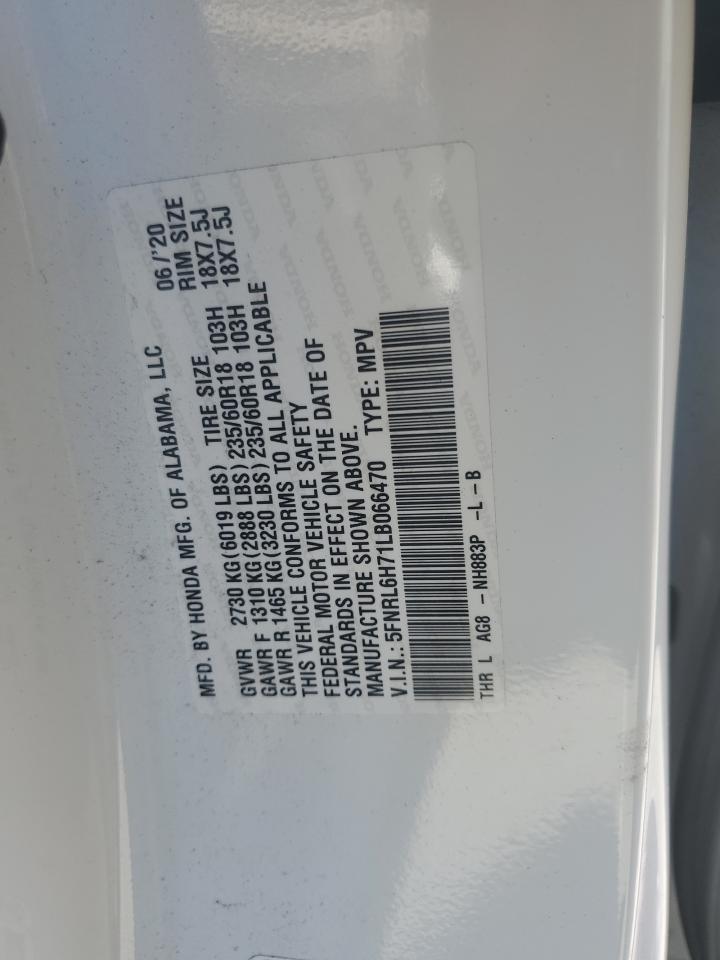 MFD. BY HONDA MFG. OF ALABAMA, LLC 06/'20
GVWR 2730 KG (6019 LBS) TIRE SIZE RIM SIZE
GAWR F 1310 KG (2888 LBS) 235/60R18 103H 18X7.5J
GAWR R 1465 KG (3230 LBS) 235/60R18 103H 18X7.5J
THIS VEHICLE CONFORMS TO ALL APPLICABLE
FEDERAL MOTOR VEHICLE SAFETY
STANDARDS IN EFFECT ON THE DATE OF
MANUFACTURE SHOWN ABOVE.
V.I.N.: 5FNRL6H71LB066470 TYPE: MPV
THR L AG8 - NH883P -L-B